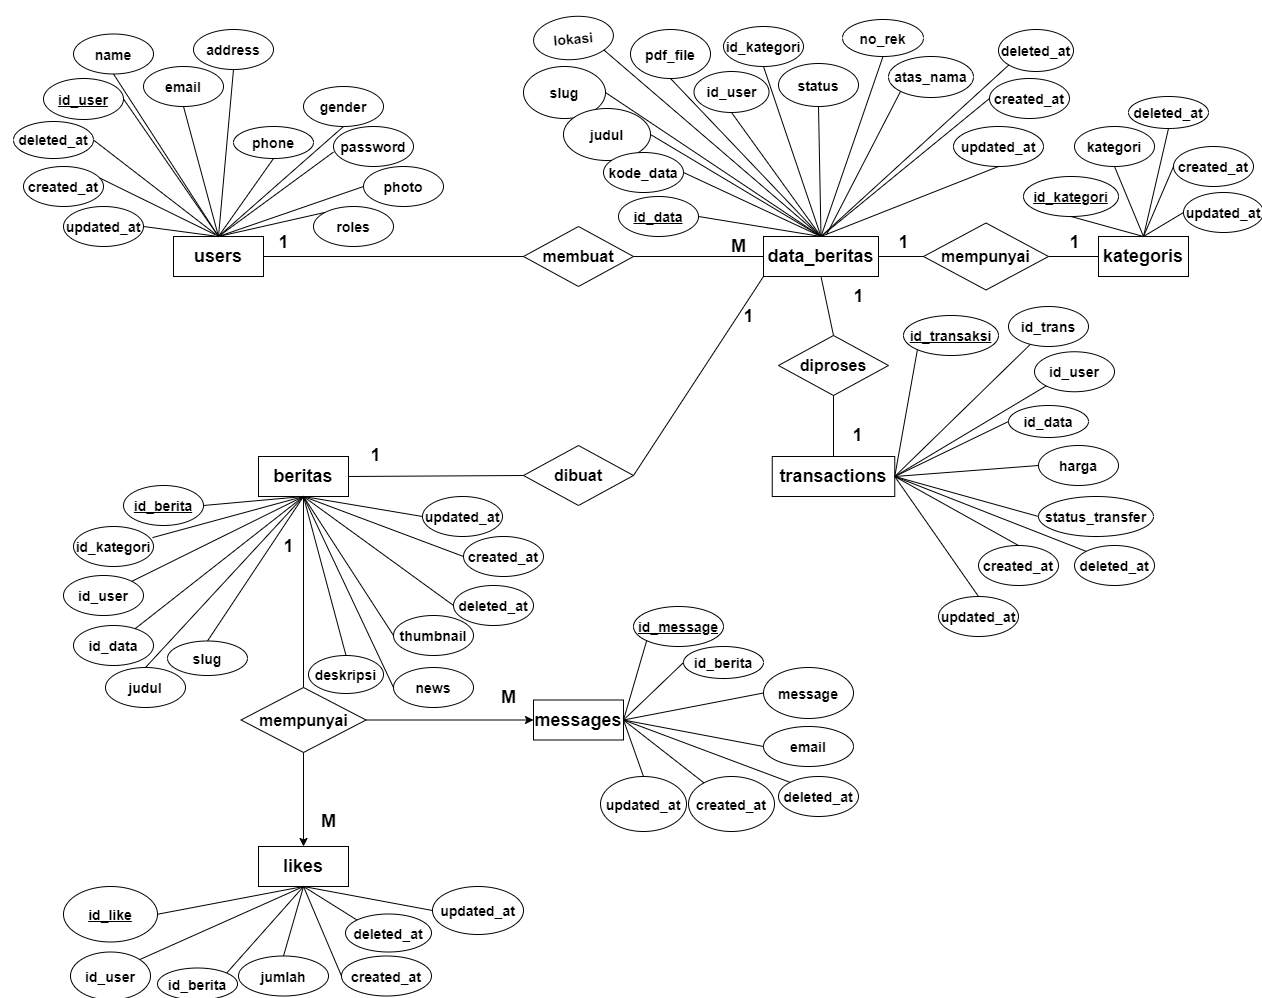 name
address
id_user
email
gender
deleted_at
phone
password
created_at
photo
updated_at
roles
users
1
membuat
M
lokasi
pdf_file
id_kategori
no_rek
deleted_at
slug
id_user
status
atas_nama
created_at
judul
updated_at
kode_data
id_data
data_beritas
1
mempunyai
1
deleted_at
kategori
created_at
id_kategori
updated_at
kategoris
1
1
diproses
1
transactions
id_transaksi
id_trans
id_user
id_data
harga
status_transfer
deleted_at
created_at
updated_at
dibuat
1
beritas
id_berita
updated_at
1
id_kategori
created_at
id_user
deleted_at
thumbnail
id_data
slug
deskripsi
judul
news
mempunyai
M
messages
id_message
id_berita
message
email
deleted_at
updated_at
created_at
M
likes
id_like
updated_at
deleted_at
id_user
id_berita
jumlah
created_at